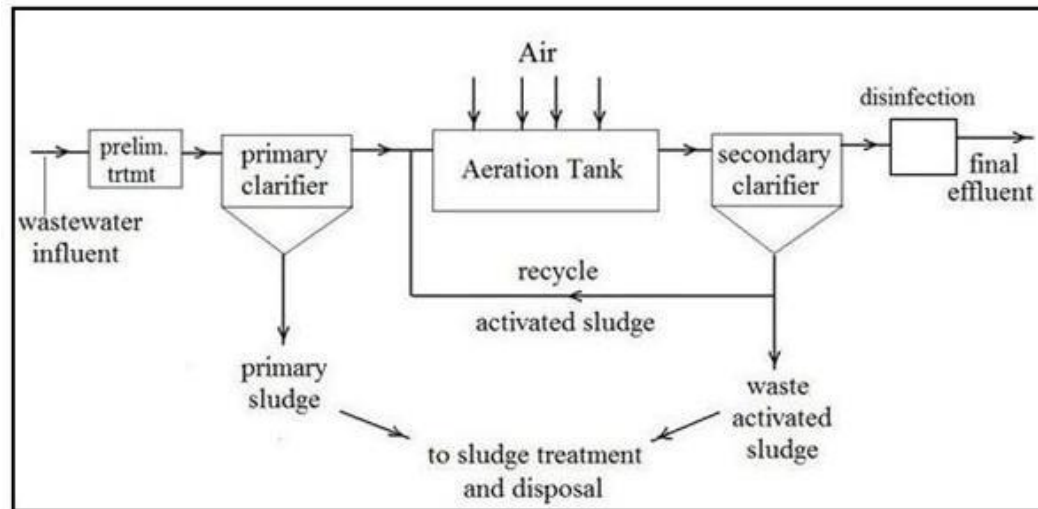 Air
disinfection
prelim.
trtmt
primary
clarifier
Aeration Tank
secondary
clarifier
final
effluent
wastewater
influent
recycle
activated sludge
primary
sludge
waste
activated
sludge
to sludge treatment
and disposal